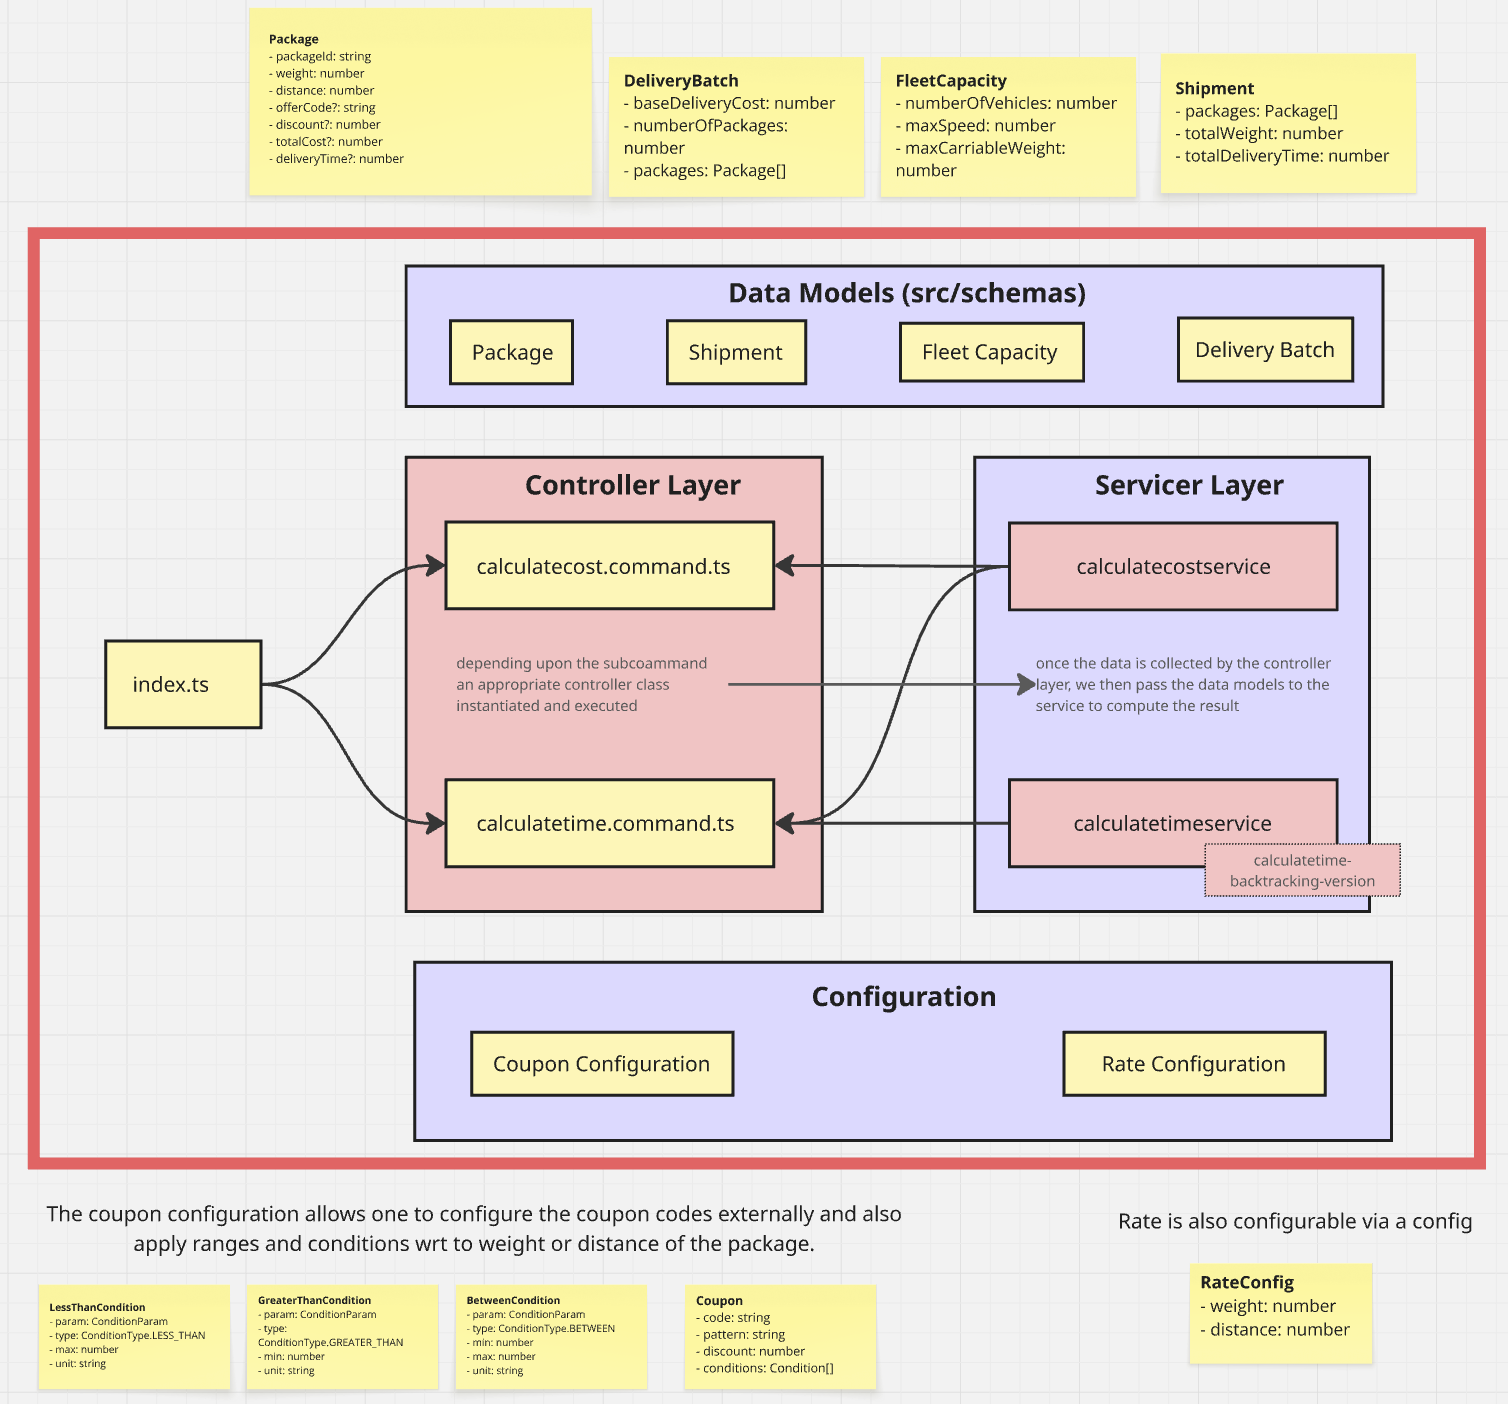 Package
- packageId: string
- weight: number
- distance: number
- offerCode?: string
- discount?: number
- totalCost?: number
- deliveryTime?: number
DeliveryBatch
- baseDeliveryCost: number
- numberOfPackages:
number
- packages: Package[]
FleetCapacity
- numberOfVehicles: number
- maxSpeed: number
- maxCarriableWeight:
number
Shipment
- packages: Package[]
- totalWeight: number
- totalDeliveryTime: number
Data Models (src/schemas)
Package
Shipment
Fleet Capacity
Delivery Batch
Controller Layer
calculatecost.command.ts
depending upon the subcoammand
an appropriate controller class
instantiated and executed
calculatetime.command.ts
index.ts
Servicer Layer
calculatecostservice
once the data is collected by the controller
layer, we then pass the data models to the
service to compute the result
calculatetimeservice
calculatetime-
backtracking-version
Configuration
Coupon Configuration
Rate Configuration
The coupon configuration allows one to configure the coupon codes externally and also
apply ranges and conditions wrt to weight or distance of the package.
Rate is also configurable via a config
LessThanCondition
- param: ConditionParam
- type: ConditionType.LESS_THAN
- max: number
- unit: string
GreaterThanCondition
- param: ConditionParam
- type:
ConditionType.GREATER_THAN
- min: number
- unit: string
BetweenCondition
- param: ConditionParam
- type: ConditionType.BETWEEN
- min: number
- max: number
- unit: string
Coupon
- code: string
- pattern: string
- discount: number
- conditions: Condition[]
RateConfig
- weight: number
- distance: number